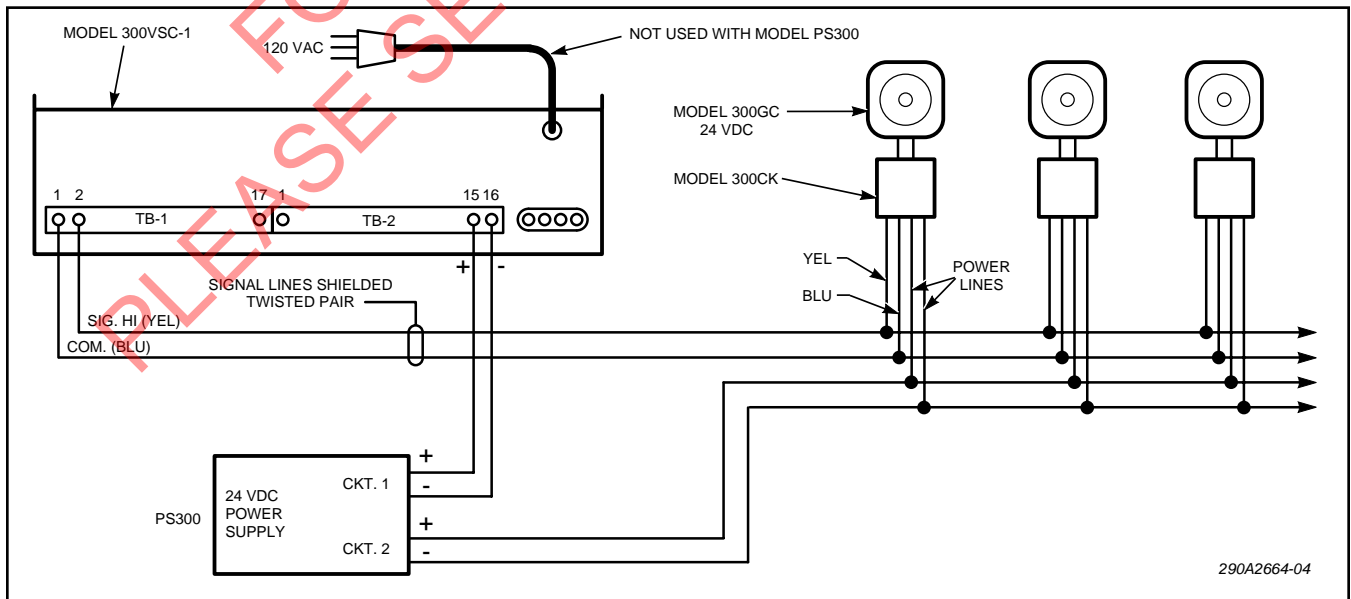 MODEL 300VSC-1
120 VAC
NOT USED WITH MODEL PS300
MODEL 300GC
24 VDC
MODEL 300CK
1 2
17 1
15 16
TB-1
TB-2
+ -
SIGNAL LINES SHIELDED
TWISTED PAIR
SIG. HI (YEL)
COM. (BLU)
YEL
BLU
POWER
LINES
PS300
24 VDC
POWER
SUPPLY
CKT. 1
+
-
CKT. 2
+
-
290A2664-04
PLEASE SE